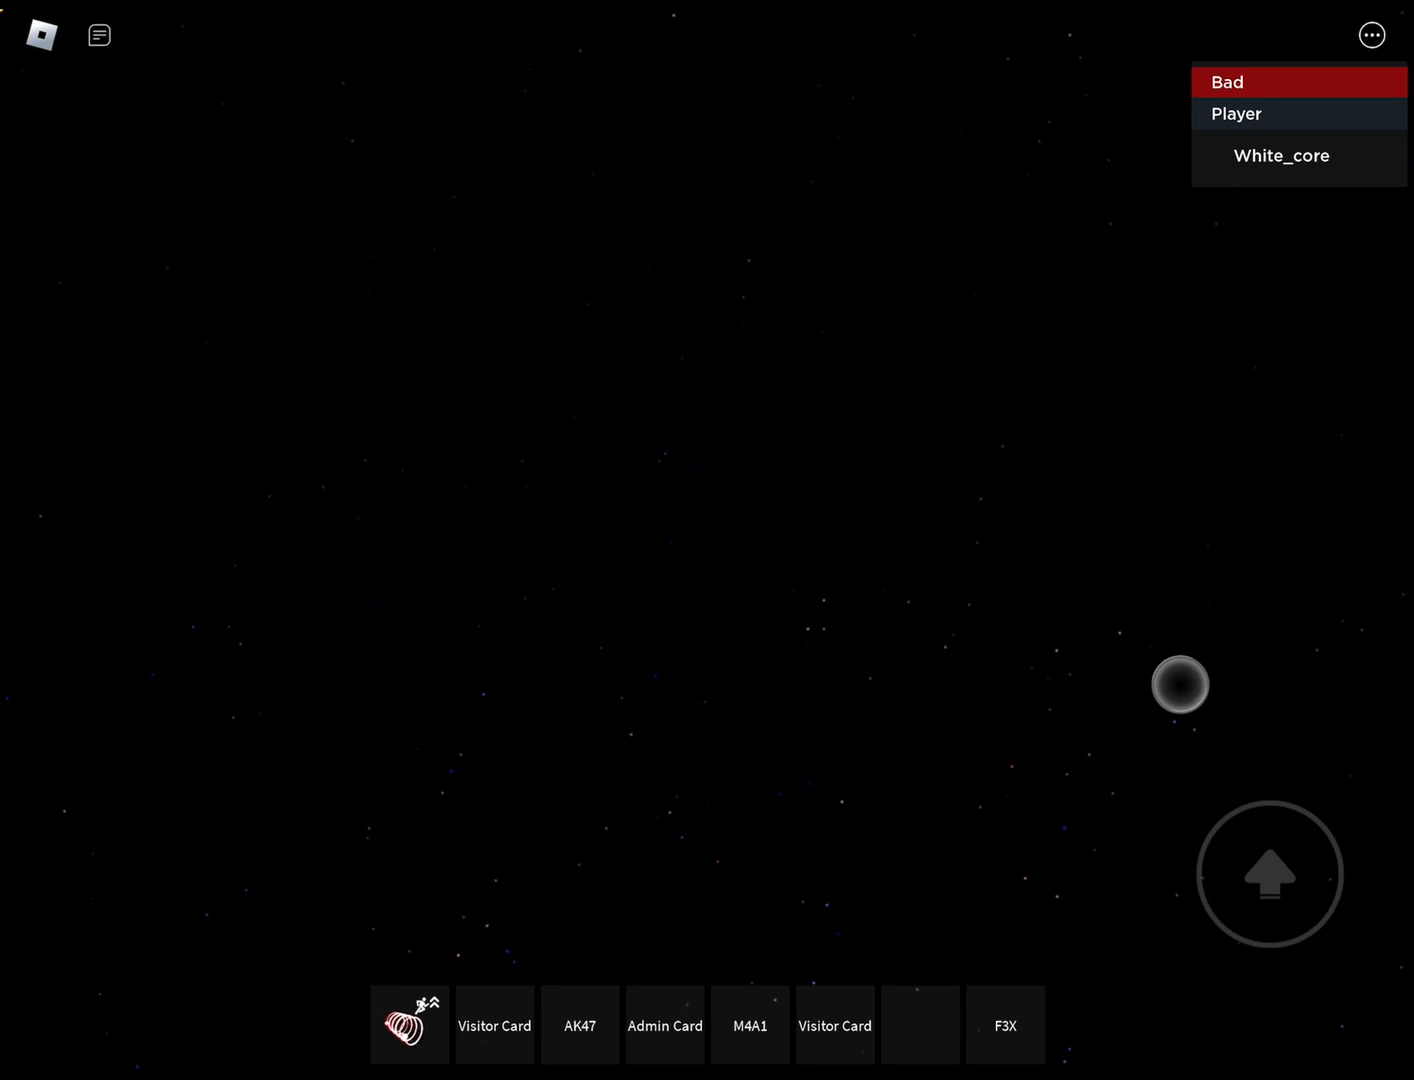 Bad
Player
White_core
Visitor Card
AK47
Admin Card
M4A1
Visitor Card
F3X